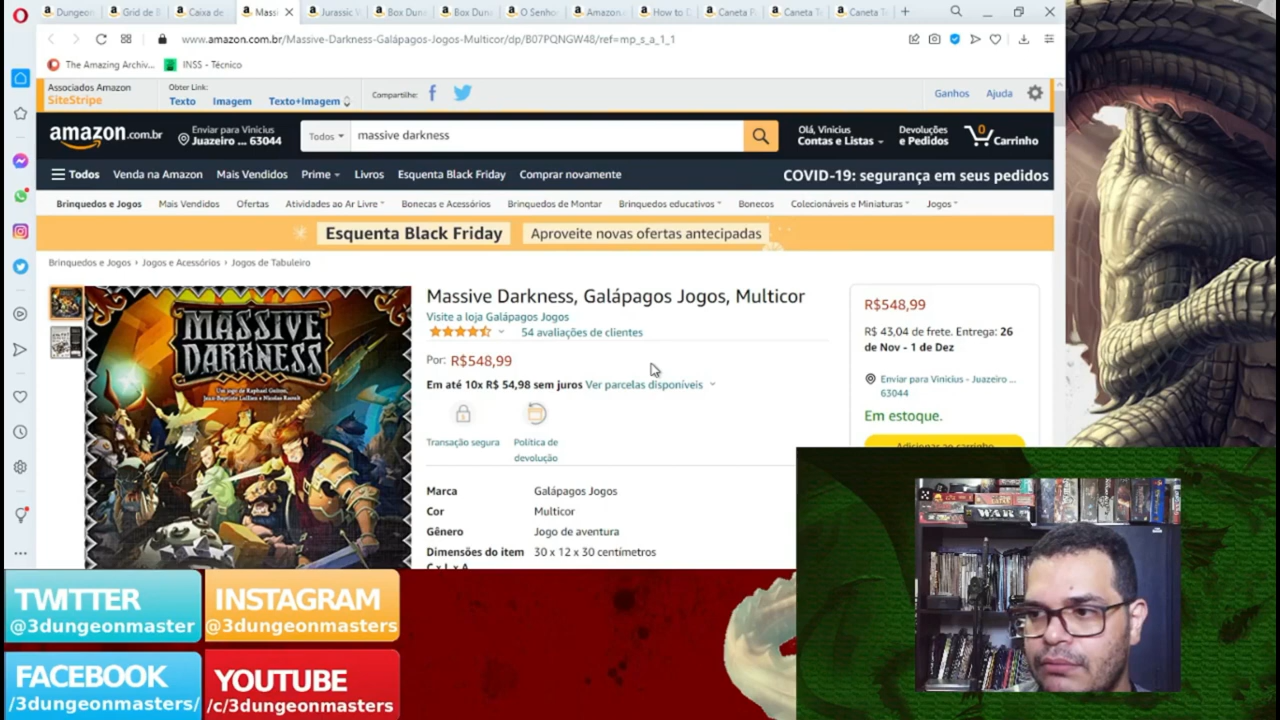 Dungeon
Grid de B
Caixa de
Massi
Jurassic
Box Dun
Box Dun
O Senho
Amazon.
How to D
Caneta P
Caneta T
Caneta T
www.amazon.com.br/Massive-Darkness-Galápagos-Jogos-Multicor/dp/B07PQNGW48/ref=mp_s_a_1_1
The Amazing Archiv...
INSS - Técnico
Associados Amazon
SiteStripe
Obter Link:
Texto Imagem Texto+Imagem
Compartilhe:
Ganhos Ajuda
amazon.com.br
Enviar para Vinicius
Juazeiro ... 63044
Todos
massive darkness
Olá, Vinicius
Contas e Listas
Devoluções
e Pedidos
0
Carrinho
Todos Venda na Amazon Mais Vendidos Prime Livros Esquenta Black Friday Comprar novamente
COVID-19: segurança em seus pedidos
Brinquedos e Jogos Mais Vendidos Ofertas Atividades ao Ar Livre Bonecas e Acessórios Brinquedos de Montar Brinquedos educativos Bonecos Colecionáveis e Miniaturas Jogos
Esquenta Black Friday Aproveite novas ofertas antecipadas
Brinquedos e Jogos › Jogos e Acessórios › Jogos de Tabuleiro
MASSIVE
DARKNESS
Massive Darkness, Galápagos Jogos, Multicor
Visite a loja Galápagos Jogos
54 avaliações de clientes
Por: R$548,99
Em até 10x R$ 54,98 sem juros Ver parcelas disponíveis
Transação segura
Política de
devolução
Marca Galápagos Jogos
Cor Multicor
Gênero Jogo de aventura
Dimensões do item 30 x 12 x 30 centímetros
C x L x A
R$548,99
R$ 43,04 de frete. Entrega: 26
de Nov - 1 de Dez
Enviar para Vinicius - Juazeiro ...
63044
Em estoque.
Adicionar ao carrinho
WAR
TWITTER
@3dungeonmaster
INSTAGRAM
@3dungeonmasters
FACEBOOK
/3dungeonmasters/
YOUTUBE
/c/3dungeonmasters